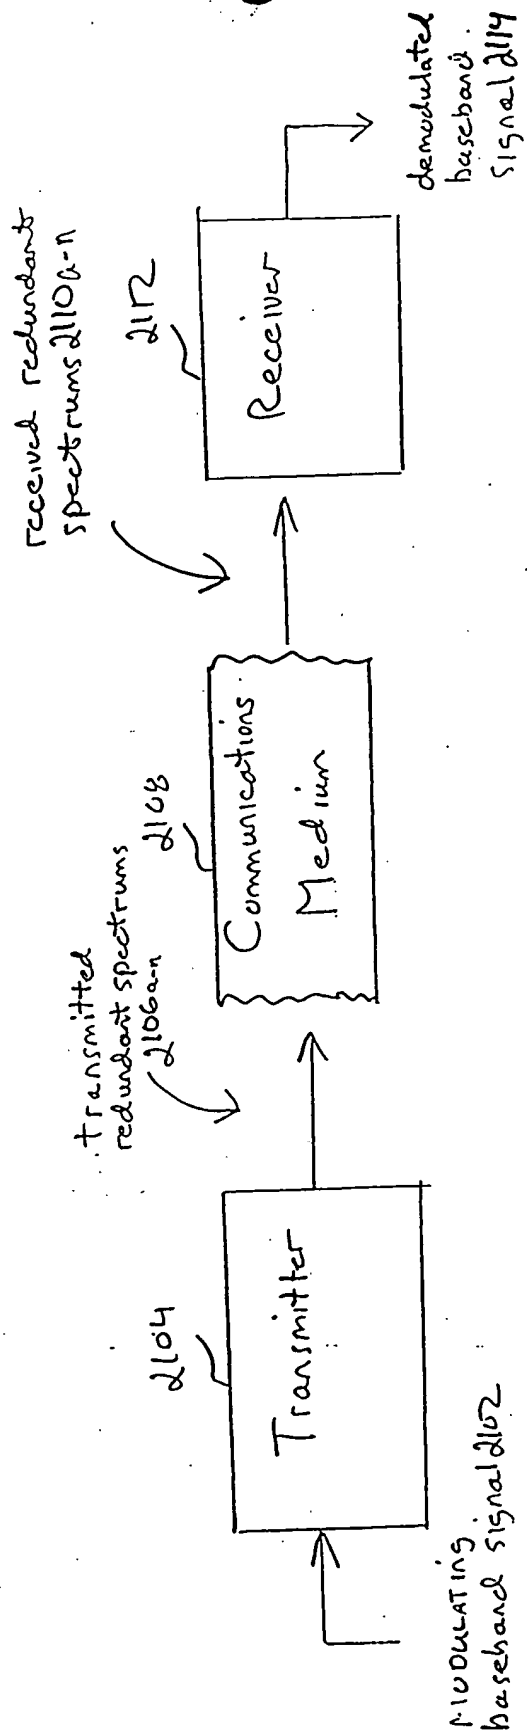 MODULATING
baseband signal 2102
2104
Transmitter
transmitted
redundant spectrums
2106a-n
2108
Communications
Medium
received redundant
spectrums 2110a-n
2112
Receiver
demodulated
baseband
signal 2114